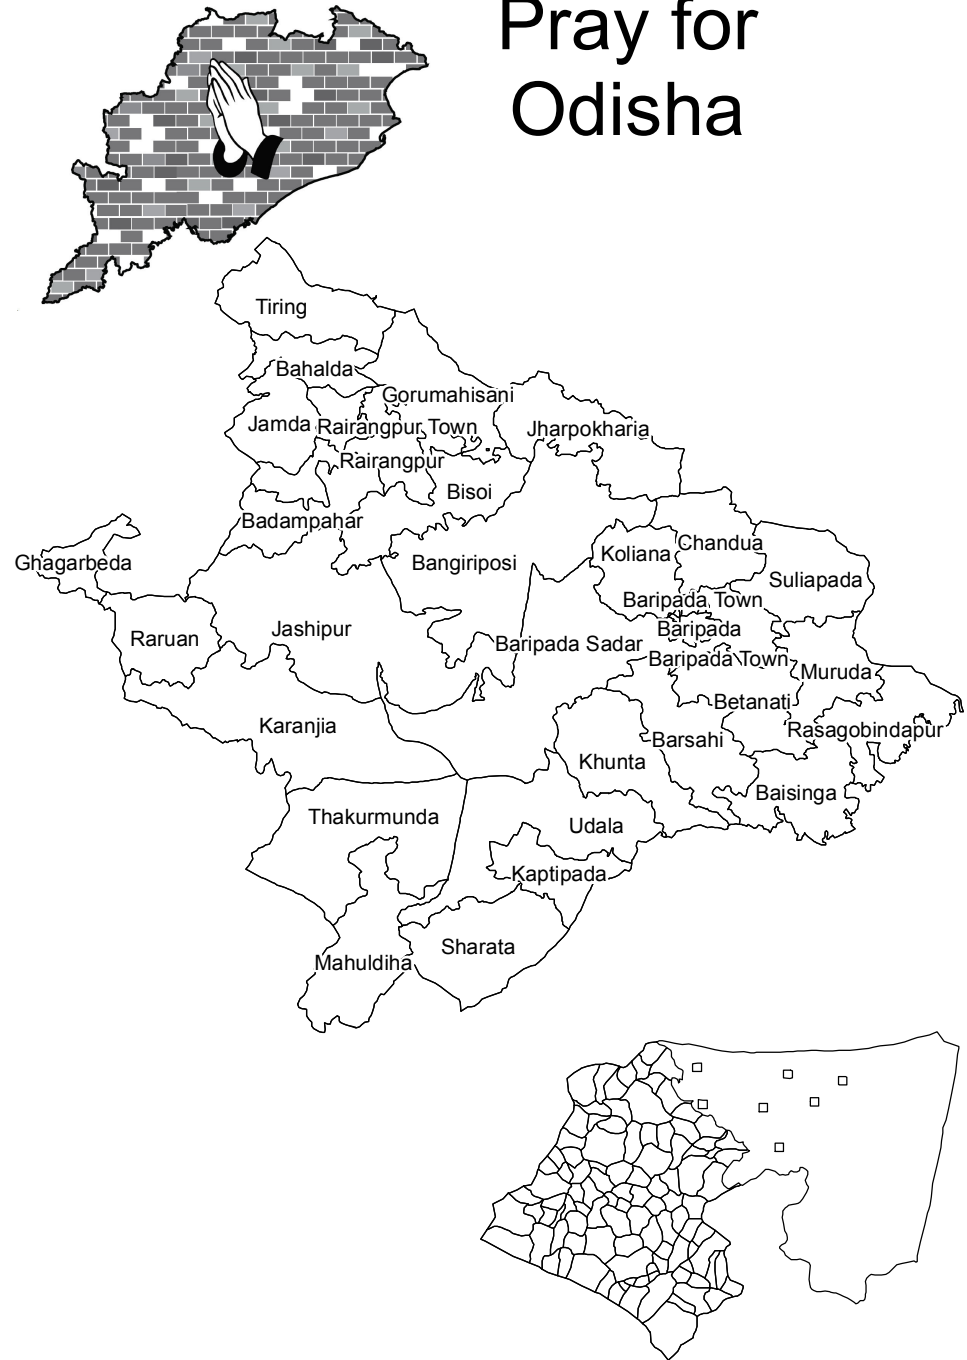 Pray for
Odisha
Tiring
Bahalda
Gorumahisani
Jamda
Rairangpur Town
Jharpokharia
Rairangpur
Bisoi
Badampahar
Ghagarbeda
Bangiriposi
Koliana
Chandua
Suliapada
Baripada Town
Raruan
Jashipur
Baripada Sadar
Baripada
Baripada Town
Muruda
Betanati
Karanjia
Barsahi
Rasagobindapur
Khunta
Baisinga
Thakurmunda
Udala
Kaptipada
Sharata
Mahuldiha